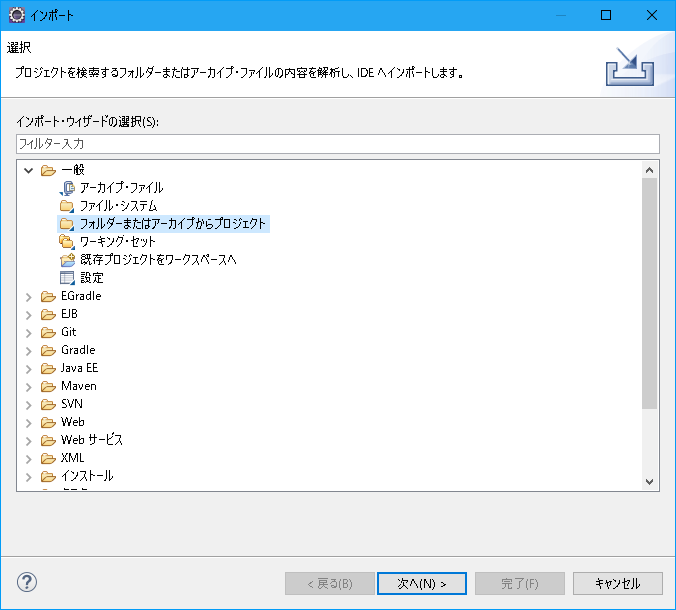 インポート
選択
プロジェクトを検索するフォルダーまたはアーカイブ・ファイルの内容を解析し、IDE へインポートします。
インポート・ウィザードの選択(S):
フィルター入力
一般
アーカイブ・ファイル
ファイル・システム
フォルダーまたはアーカイブからプロジェクト
ワーキング・セット
既存プロジェクトをワークスペースへ
設定
EGradle
EJB
Git
Gradle
Java EE
Maven
SVN
Web
Web サービス
XML
インストール
< 戻る(B) 次へ(N) > 完了(F) キャンセル